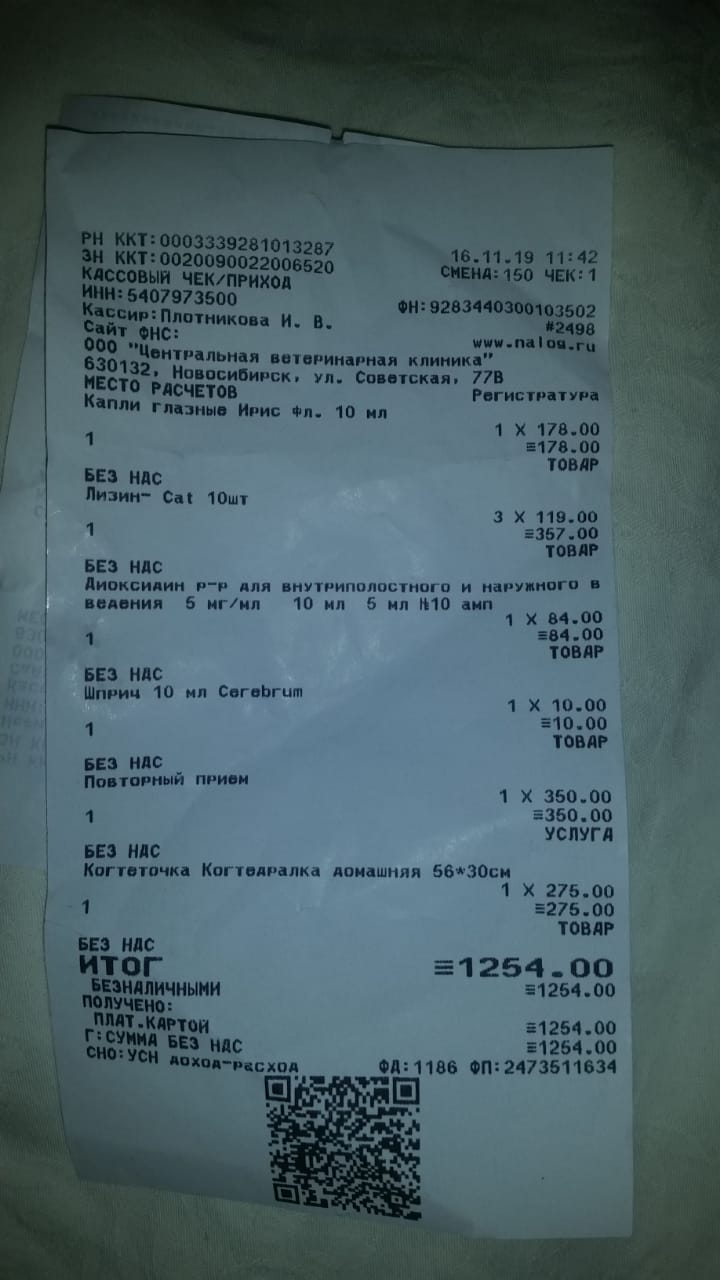 РН ККТ:0003339281013287
ЗН ККТ:0020090022006520 16.11.19 11:42
КАССОВЫЙ ЧЕК/ПРИХОД СМЕНА:150 ЧЕК:1
ИНН:5407973500 ФН:9283440300103502
Кассир:Плотникова И. В. #2498
Сайт ФНС: www.nalog.ru
ООО "Центральная ветеринарная клиника"
630132, Новосибирск, ул. Советская, 77В
МЕСТО РАСЧЕТОВ Регистратура
Капли глазные Ирис фл. 10 мл
1 1 X 178.00
≡178.00
ТОВАР
БЕЗ НДС
Лизин- Cat 10шт
1 3 X 119.00
≡357.00
ТОВАР
БЕЗ НДС
Диоксидин р-р для внутриполостного и наружного в
ведения 5 мг/мл 10 мл 5 мл №10 амп
1 1 X 84.00
≡84.00
ТОВАР
БЕЗ НДС
Шприч 10 мл Cerebrum
1 1 X 10.00
≡10.00
ТОВАР
БЕЗ НДС
Повторный прием
1 1 X 350.00
≡350.00
УСЛУГА
БЕЗ НДС
Когтеточка Когтедралка домашняя 56*30см
1 1 X 275.00
≡275.00
ТОВАР
БЕЗ НДС
ИТОГ ≡1254.00
БЕЗНАЛИЧНЫМИ ≡1254.00
ПОЛУЧЕНО:
ПЛАТ.КАРТОЙ ≡1254.00
Г:СУММА БЕЗ НДС ≡1254.00
СНО:УСН доход-расход ФД:1186 ФП:2473511634